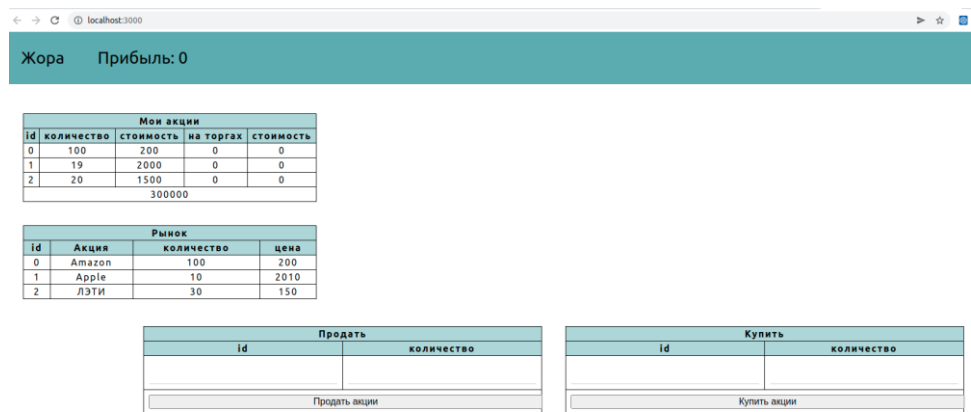 localhost:3000
Жора Прибыль: 0
Мои акции
id количество стоимость на торгах стоимость
0 100 200 0 0
1 19 2000 0 0
2 20 1500 0 0
300000
Рынок
id Акция количество цена
0 Amazon 100 200
1 Apple 10 2010
2 ЛЭТИ 30 150
Продать Купить
id количество id количество
Продать акции Купить акции